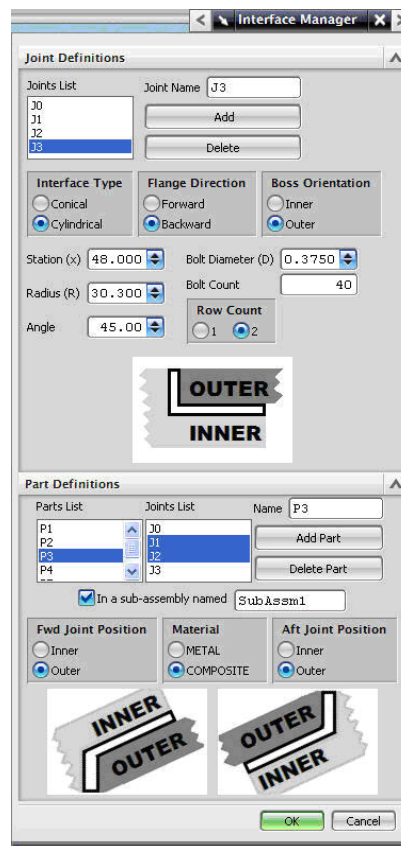 Interface Manager
Joint Definitions
Joints List
Joint Name J3
J0
J1
J2
J3
Add
Delete
Interface Type
Conical
Cylindrical
Flange Direction
Forward
Backward
Boss Orientation
Inner
Outer
Station (x) 48.000
Bolt Diameter (D) 0.3750
Radius (R) 30.300
Bolt Count 40
Angle 45.00
Row Count
1 2
OUTER
INNER
Part Definitions
Parts List
Joints List
Name P3
P1
P2
P3
P4
J0
J1
J2
J3
Add Part
Delete Part
In a sub-assembly named SubAssm1
Fwd Joint Position
Inner
Outer
Material
METAL
COMPOSITE
Aft Joint Position
Inner
Outer
INNER
OUTER
OUTER
INNER
OK Cancel